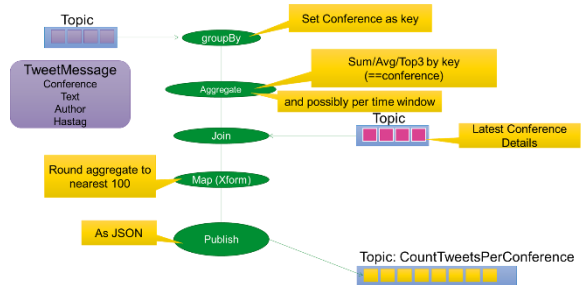 Topic
Set Conference as key
groupBy
TweetMessage
Conference
Text
Author
Hastag
Sum/Avg/Top3 by key
(==conference)
Aggregate
and possibly per time window
Topic
Join
Latest Conference
Details
Round aggregate to
nearest 100
Map (Xform)
As JSON
Publish
Topic: CountTweetsPerConference